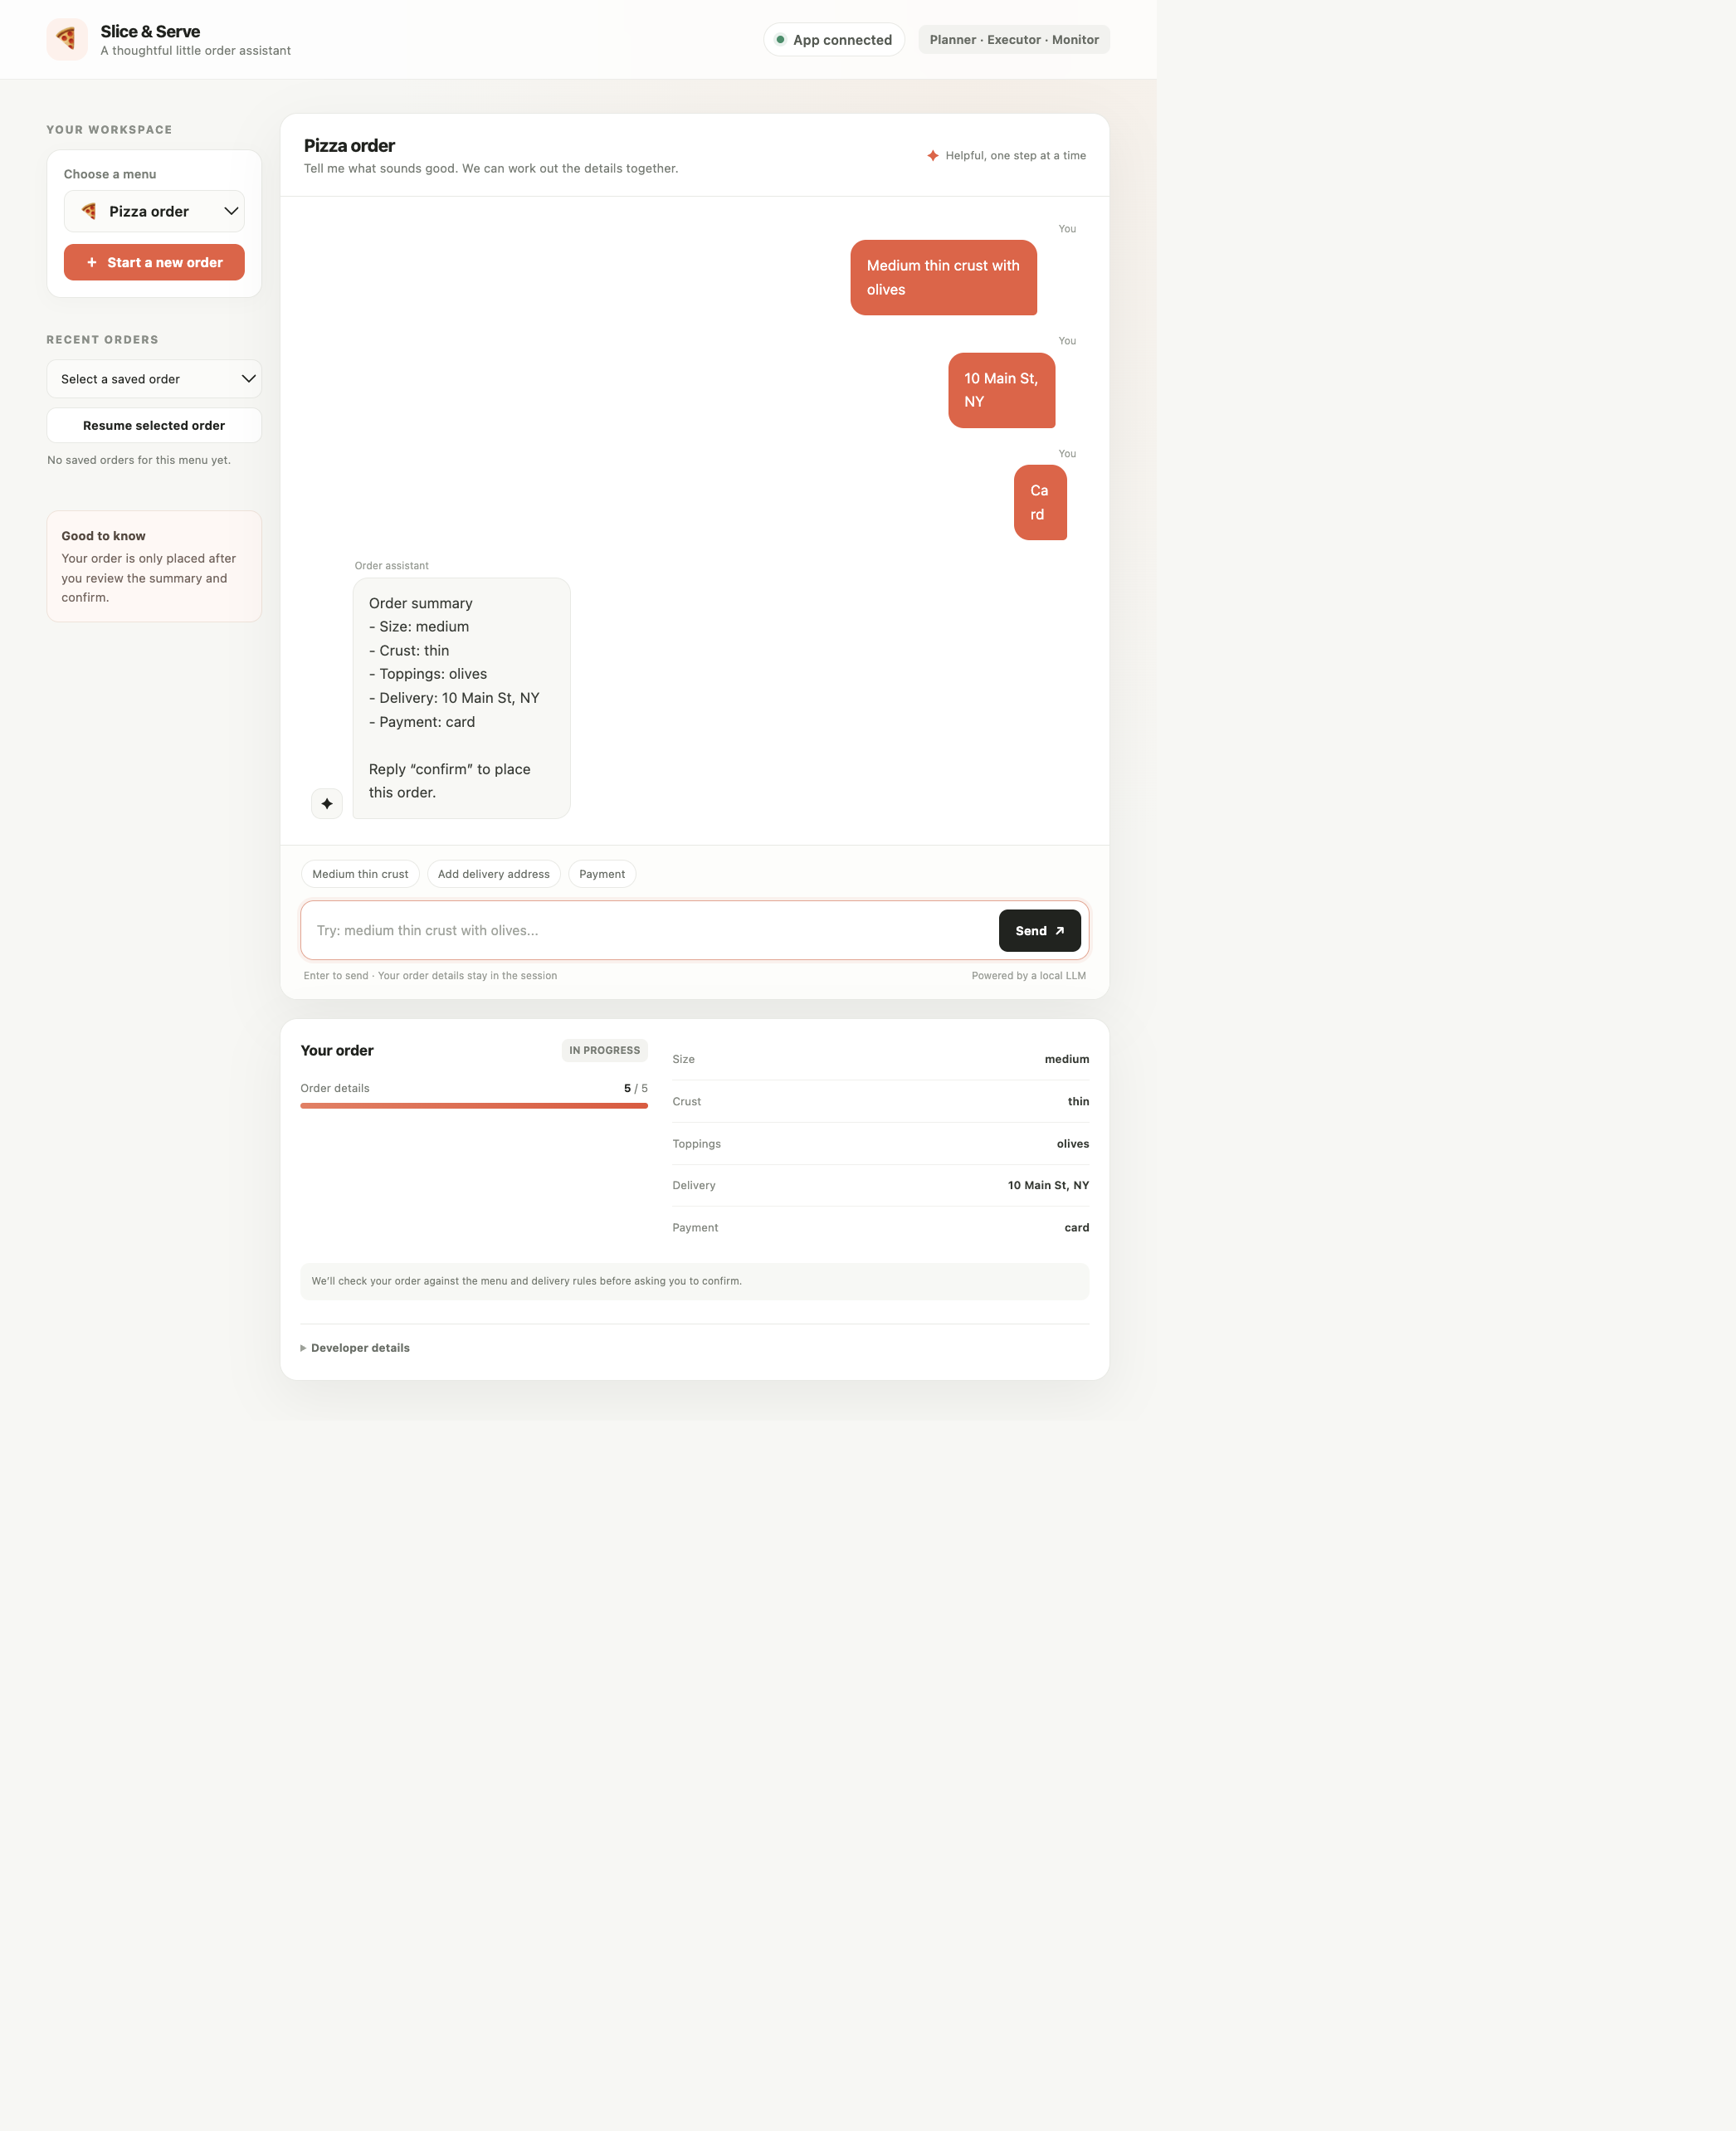 Slice & Serve
A thoughtful little order assistant
App connected
Planner · Executor · Monitor
YOUR WORKSPACE
Choose a menu
Pizza order
+ Start a new order
RECENT ORDERS
Select a saved order
Resume selected order
No saved orders for this menu yet.
Good to know
Your order is only placed after
you review the summary and
confirm.
Pizza order
Tell me what sounds good. We can work out the details together.
Helpful, one step at a time
You
Medium thin crust with
olives
You
10 Main St,
NY
You
Ca
rd
Order assistant
Order summary
- Size: medium
- Crust: thin
- Toppings: olives
- Delivery: 10 Main St, NY
- Payment: card
Reply “confirm” to place
this order.
Medium thin crust
Add delivery address
Payment
Try: medium thin crust with olives...
Send ↗
Enter to send · Your order details stay in the session
Powered by a local LLM
Your order
IN PROGRESS
Order details
5 / 5
Size
medium
Crust
thin
Toppings
olives
Delivery
10 Main St, NY
Payment
card
We’ll check your order against the menu and delivery rules before asking you to confirm.
Developer details